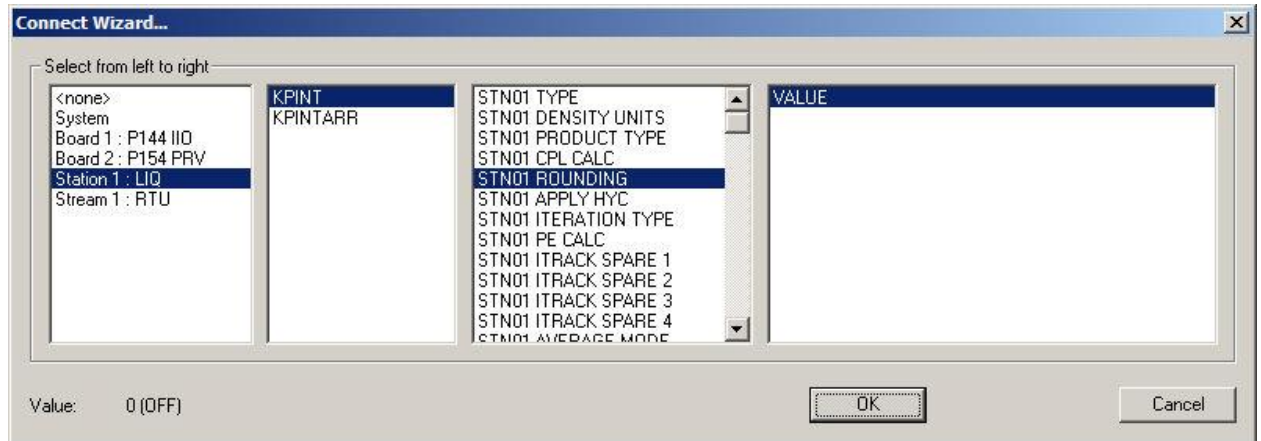 Connect Wizard...
Select from left to right
<none>
System
Board 1 : P144 IIO
Board 2 : P154 PRV
Station 1 : LIQ
Stream 1 : RTU
KPINT
KPINTARR
STN01 TYPE
STN01 DENSITY UNITS
STN01 PRODUCT TYPE
STN01 CPL CALC
STN01 ROUNDING
STN01 APPLY HYC
STN01 ITERATION TYPE
STN01 PE CALC
STN01 ITRACK SPARE 1
STN01 ITRACK SPARE 2
STN01 ITRACK SPARE 3
STN01 ITRACK SPARE 4
STN01 AVERAGE MODE
VALUE
Value: 0 (OFF)
OK
Cancel